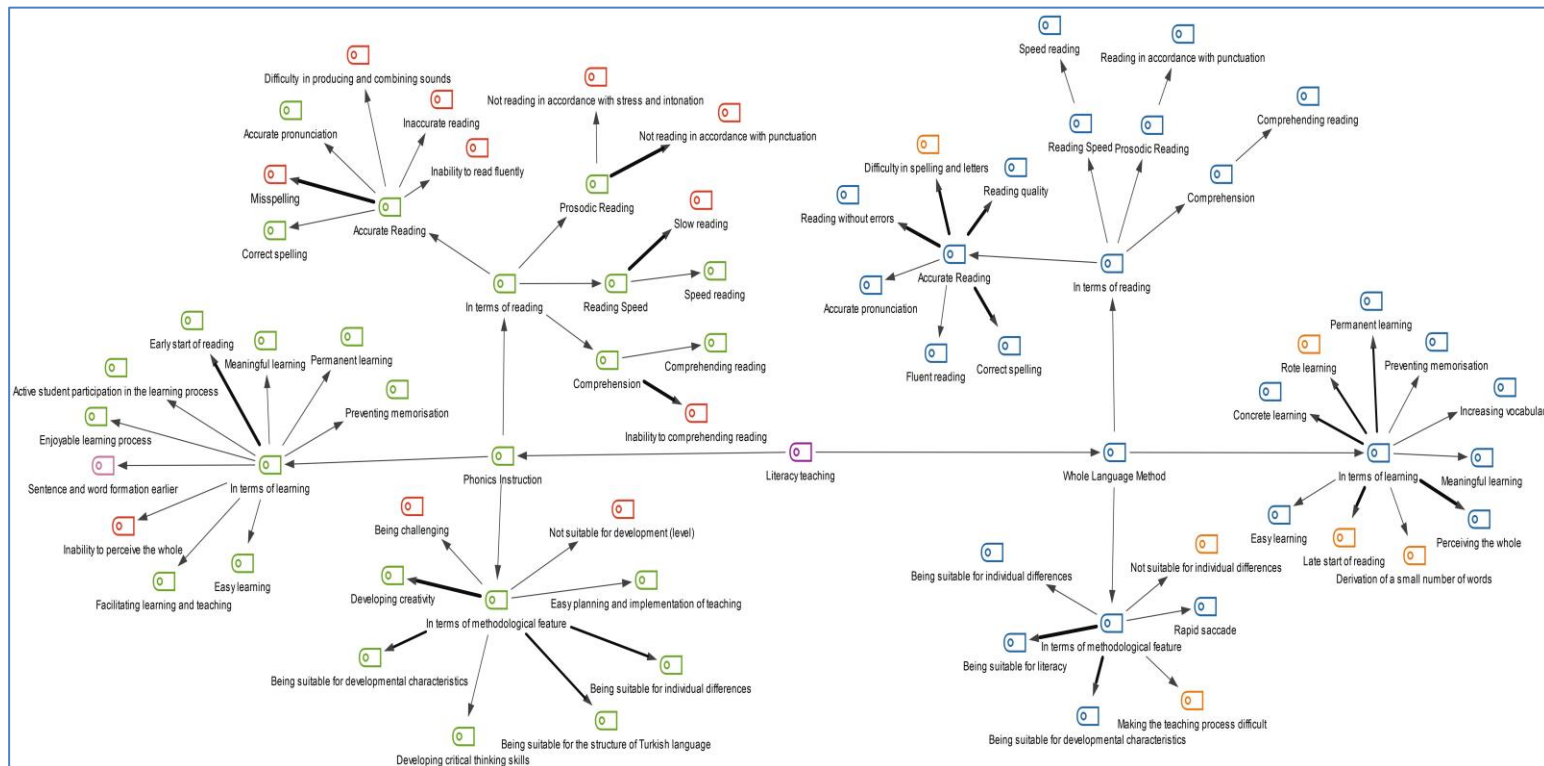 Difficulty in producing and combining sounds
Accurate pronunciation
Inaccurate reading
Inability to read fluently
Misspelling
Accurate Reading
Correct spelling
Not reading in accordance with stress and intonation
Not reading in accordance with punctuation
Prosodic Reading
Slow reading
In terms of reading
Reading Speed
Speed reading
Comprehension
Comprehending reading
Inability to comprehending reading
Early start of reading
Meaningful learning
Permanent learning
Active student participation in the learning process
Preventing memorisation
Enjoyable learning process
Sentence and word formation earlier
In terms of learning
Inability to perceive the whole
Facilitating learning and teaching
Easy learning
Phonics Instruction
Literacy teaching
Being challenging
Not suitable for development (level)
Developing creativity
Easy planning and implementation of teaching
In terms of methodological feature
Being suitable for developmental characteristics
Being suitable for individual differences
Being suitable for the structure of Turkish language
Developing critical thinking skills
Speed reading
Reading in accordance with punctuation
Comprehending reading
Reading Speed
Prosodic Reading
Comprehension
Difficulty in spelling and letters
Reading quality
Reading without errors
Accurate Reading
In terms of reading
Accurate pronunciation
Fluent reading
Correct spelling
Permanent learning
Rote learning
Preventing memorisation
Concrete learning
Increasing vocabular
Whole Language Method
In terms of learning
Meaningful learning
Easy learning
Late start of reading
Perceiving the whole
Derivation of a small number of words
Being suitable for individual differences
Not suitable for individual differences
Rapid saccade
In terms of methodological feature
Being suitable for literacy
Making the teaching process difficult
Being suitable for developmental characteristics